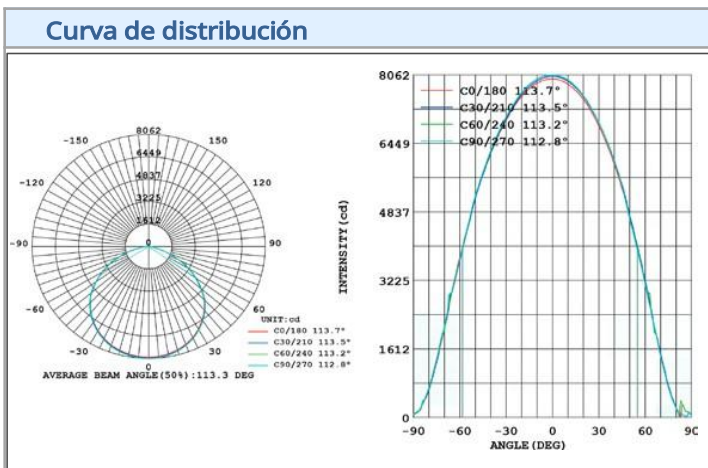 Curva de distribución
8062
6449
4837
3225
1612
0
-150
150
-120
120
-90
90
-60
60
-30
30
UNIT:cd
C0/180 113.7°
C30/210 113.5°
C60/240 113.2°
C90/270 112.8°
AVERAGE BEAM ANGLE(50%):113.3 DEG
8062
C0/180 113.7°
C30/210 113.5°
C60/240 113.2°
C90/270 112.8°
6449
4837
INTENSITY(cd)
3225
1612
0
-90 -60 -30 0 30 60 90
ANGLE(DEG)